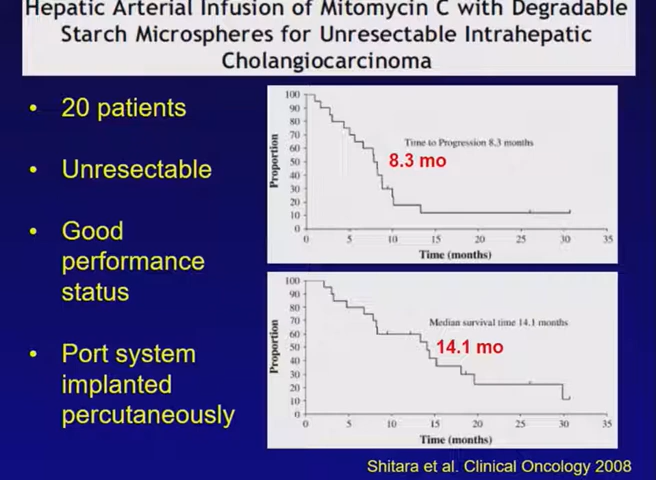 Hepatic Arterial Infusion of Mitomycin C with Degradable
Starch Microspheres for Unresectable Intrahepatic
Cholangiocarcinoma
• 20 patients
• Unresectable
• Good
performance
status
• Port system
implanted
percutaneously
100
90
80
70
60
50
40
30
20
10
0
Proportion
Time to Progression 8.3 months
8.3 mo
0 5 10 15 20 25 30 35
Time (months)
100
90
80
70
60
50
40
30
20
10
0
Proportion
Median survival time 14.1 months
14.1 mo
0 5 10 15 20 25 30 35
Time (months)
Shitara et al. Clinical Oncology 2008